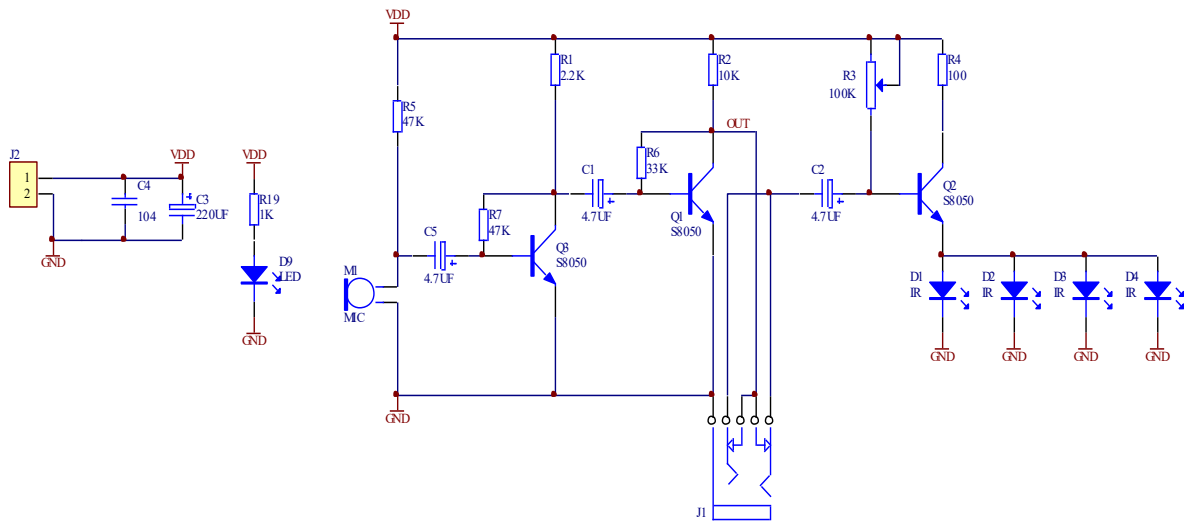 VDD
R1
2.2K
R2
10K
R3
100K
R4
100
R5
47K
OUT
J2
1
2
VDD
VDD
C4
104
C3
220UF
R19
1K
R6
33K
C1
4.7UF
C2
4.7UF
Q1
S8050
Q2
S8050
R7
47K
C5
4.7UF
Q3
S8050
GND
D9
LED
GND
M1
MIC
D1
IR
D2
IR
D3
IR
D4
IR
GND
GND
GND
GND
GND
J1